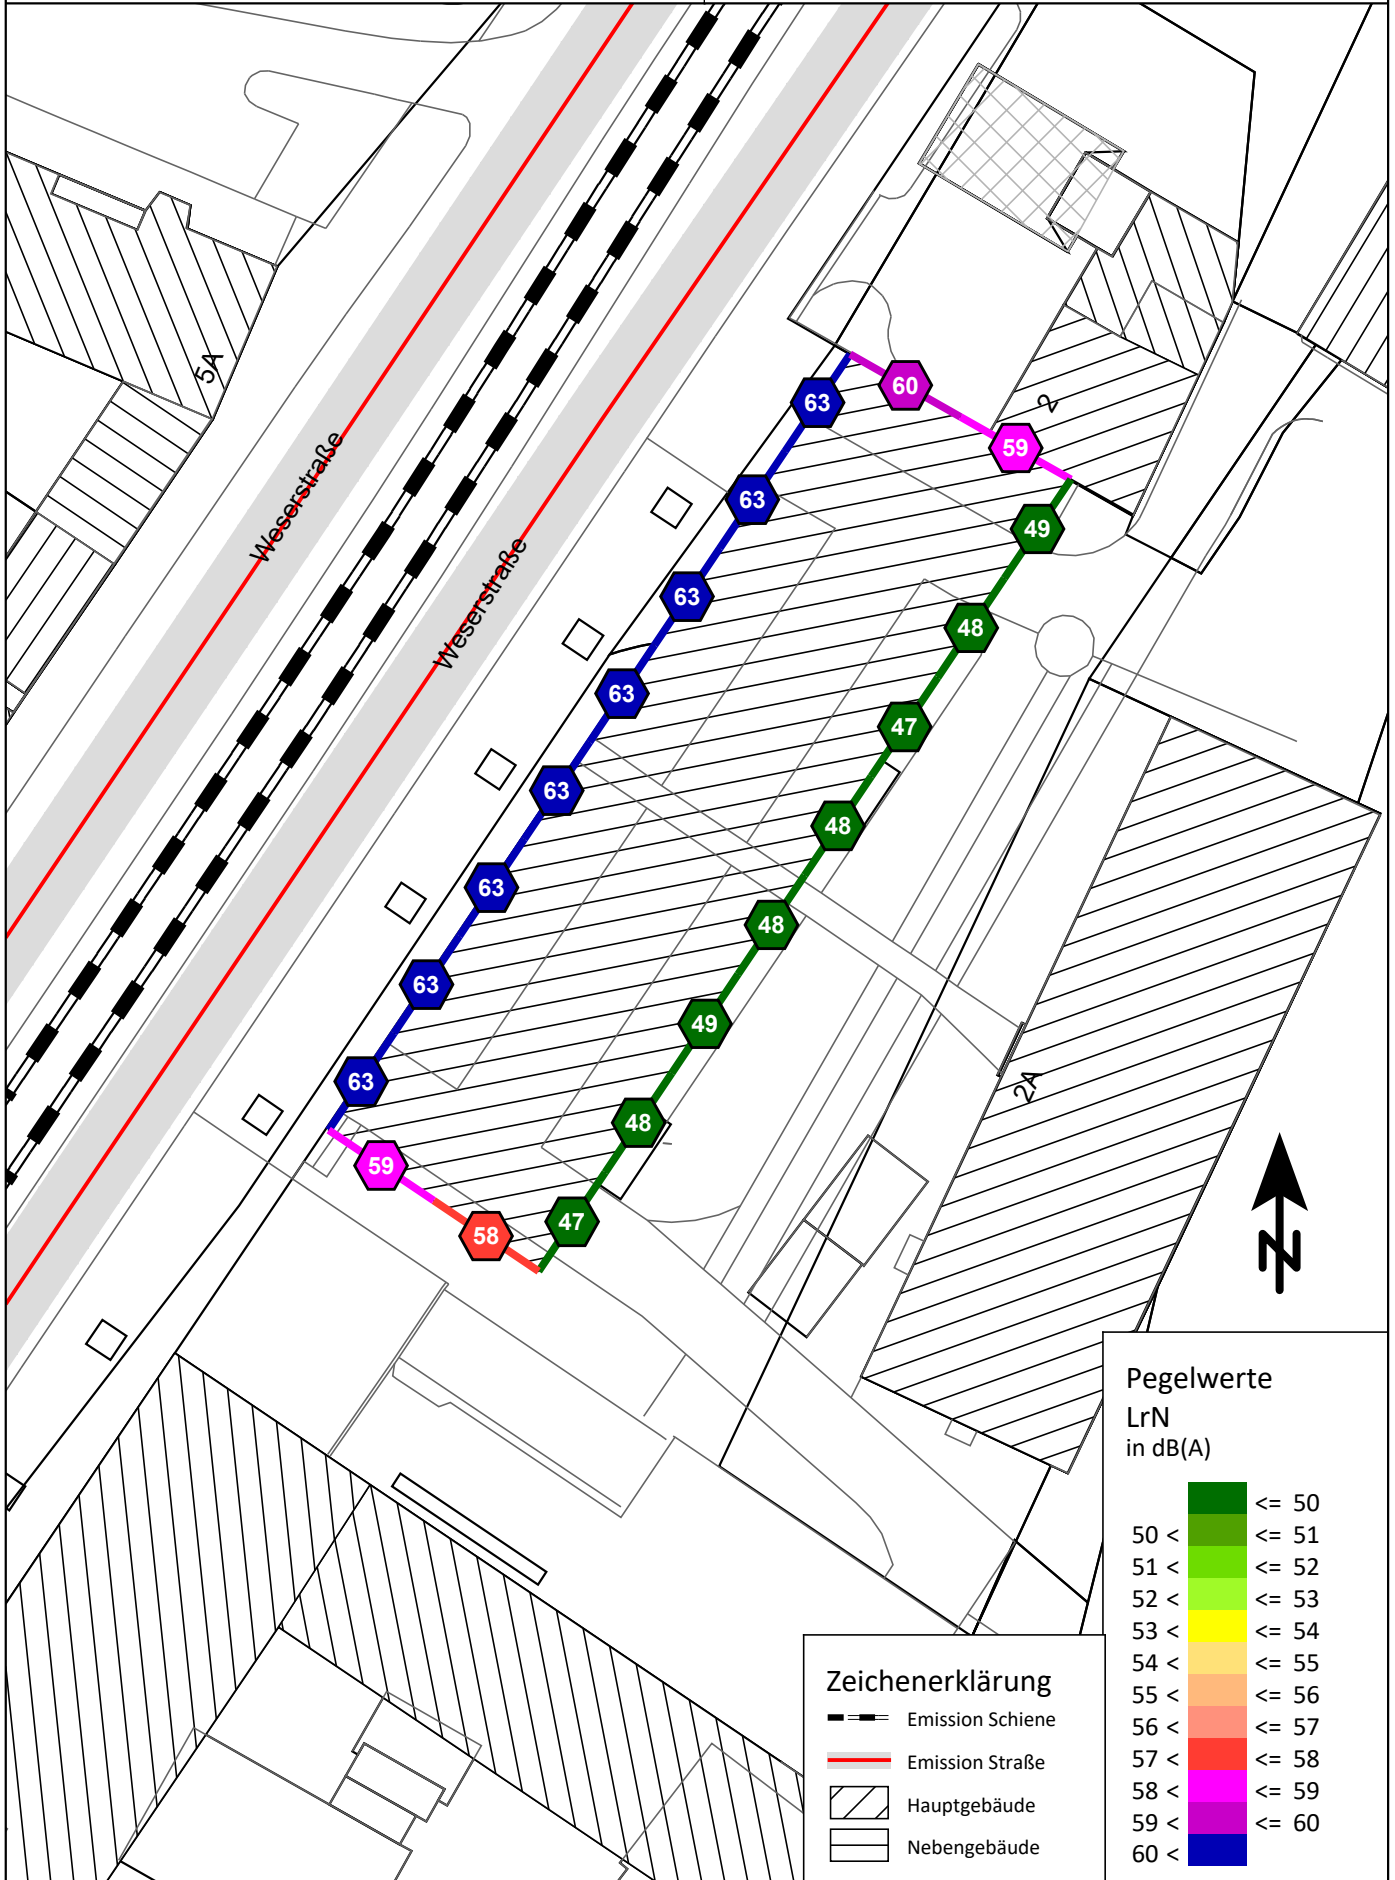 5A
Weserstraße
Weserstraße
2
60
59
63
63
63
63
63
63
63
63
49
48
47
48
48
49
48
47
59
58
2A
N
Pegelwerte
LrN
in dB(A)
<= 50
50 < <= 51
51 < <= 52
52 < <= 53
53 < <= 54
54 < <= 55
55 < <= 56
56 < <= 57
57 < <= 58
58 < <= 59
59 < <= 60
60 <
Zeichenerklärung
Emission Schiene
Emission Straße
Hauptgebäude
Nebengebäude